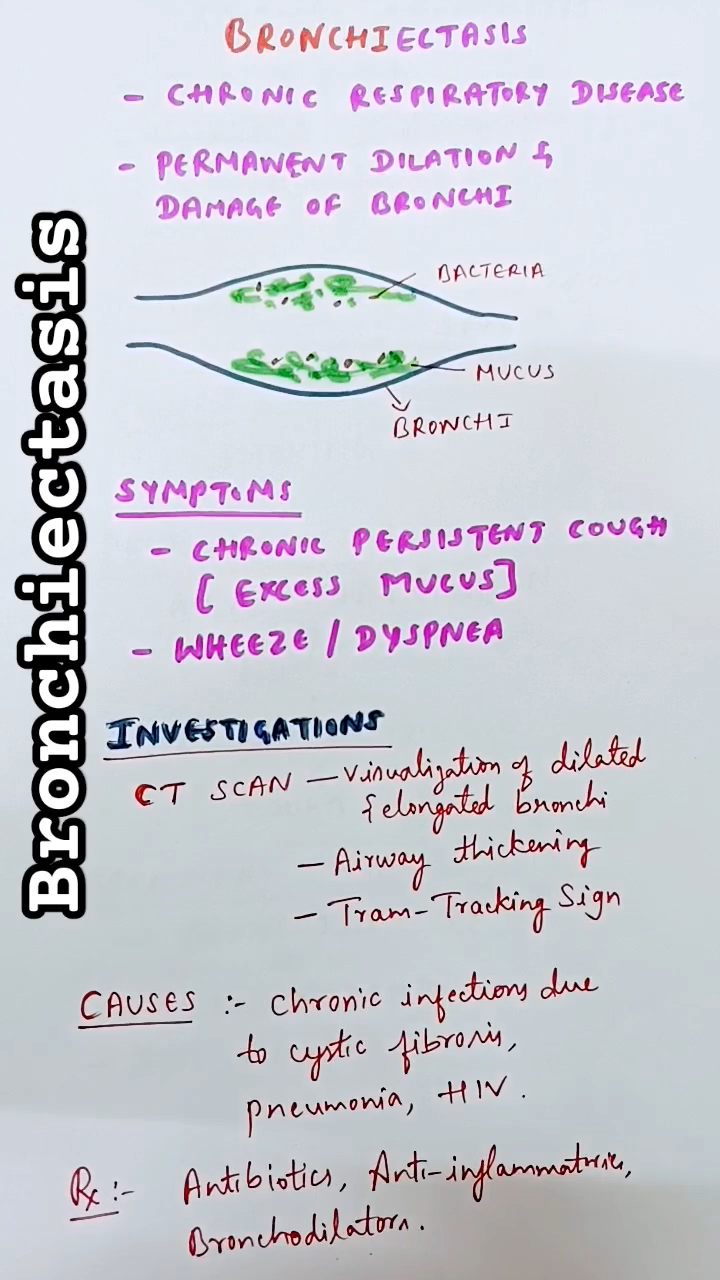 BRONCHIECTASIS
- CHRONIC RESPIRATORY DISEASE
- PERMANENT DILATION &
DAMAGE OF BRONCHI
BACTERIA
MUCUS
BRONCHI
SYMPTOMS
- CHRONIC PERSISTENT COUGH
[EXCESS MUCUS]
- WHEEZE / DYSPNEA
INVESTIGATIONS
CT SCAN - Visualization of dilated
& elongated bronchi
- Airway thickening
- Tram-Tracking Sign
CAUSES :- Chronic infections due
to cystic fibrosis,
pneumonia, HIV.
Rx :- Antibiotics, Anti-inflammatories,
Bronchodilators.
Bronchiectasis